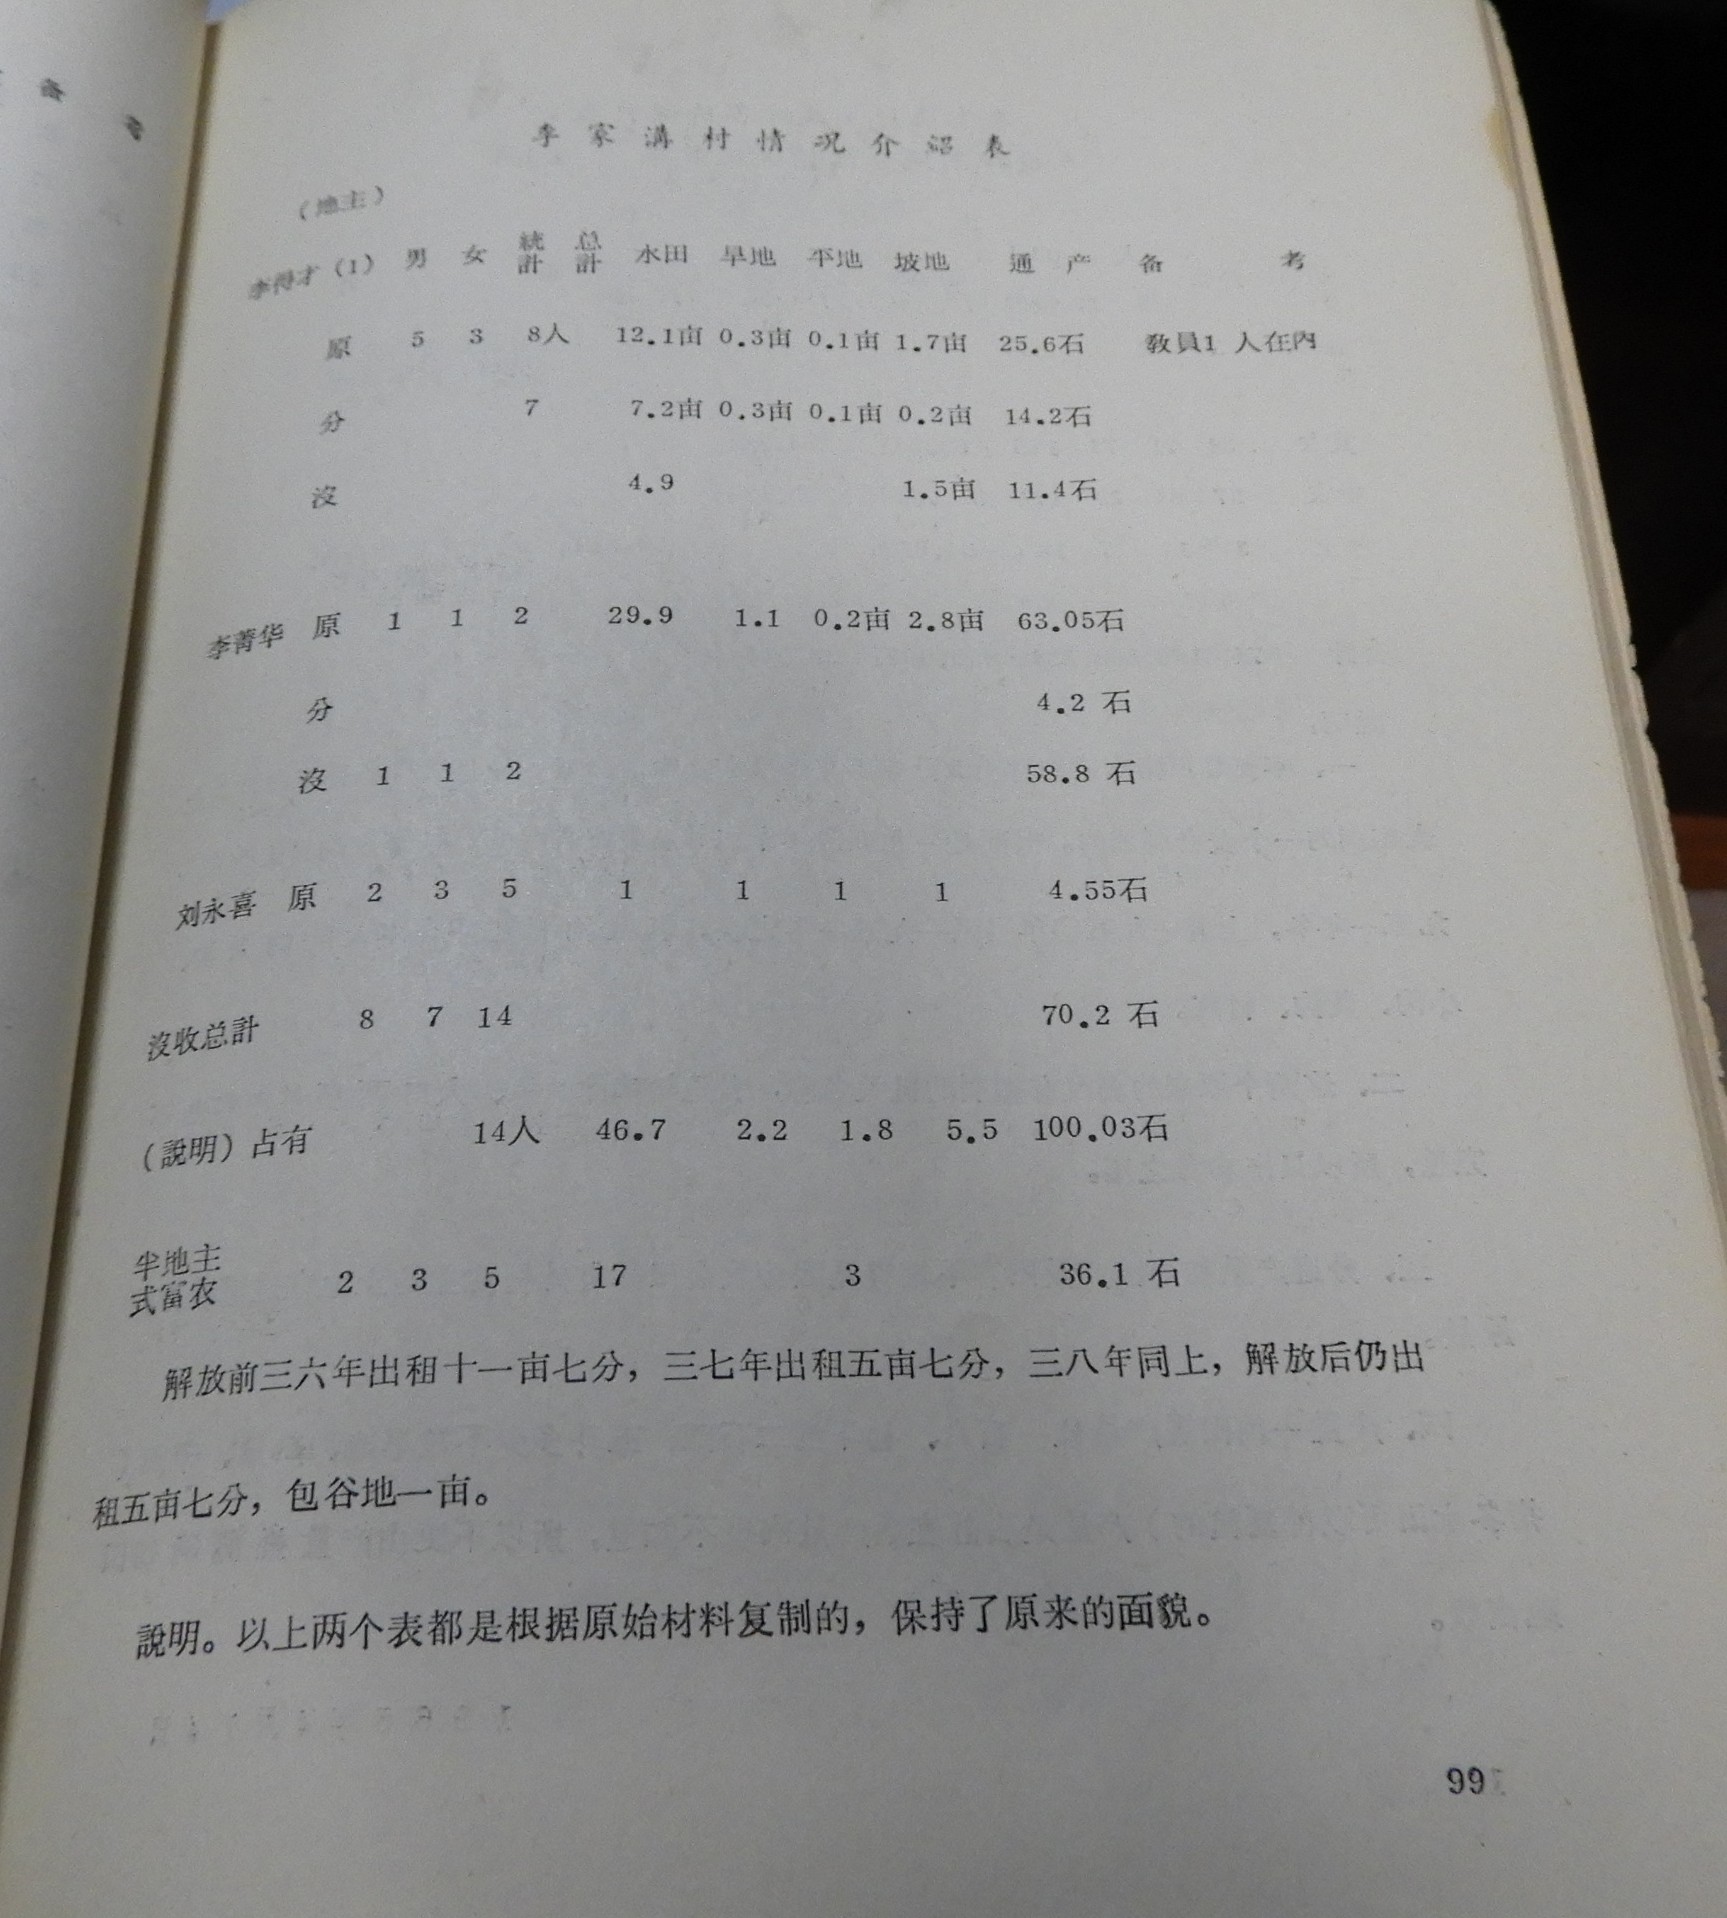 李家溝村情况介紹表
（地主）
李得才（1） 男 女 統計 总計 水田 旱地 平地 坡地 通产 备考
原 5 3 8人 12.1亩 0.3亩 0.1亩 1.7亩 25.6石 教員1人在內
分 7 7.2亩 0.3亩 0.1亩 0.2亩 14.2石
沒 4.9 1.5亩 11.4石
李菁华 原 1 1 2 29.9 1.1 0.2亩 2.8亩 63.05石
分 4.2 石
沒 1 1 2 58.8 石
刘永喜 原 2 3 5 1 1 1 1 4.55石
沒收总計 8 7 14 70.2 石
（說明）占有 14人 46.7 2.2 1.8 5.5 100.03石
半地主
式富农 2 3 5 17 3 36.1 石
解放前三六年出租十一亩七分，三七年出租五亩七分，三八年同上，解放后仍出
租五亩七分，包谷地一亩。
說明。以上两个表都是根据原始材料复制的，保持了原来的面貌。
99